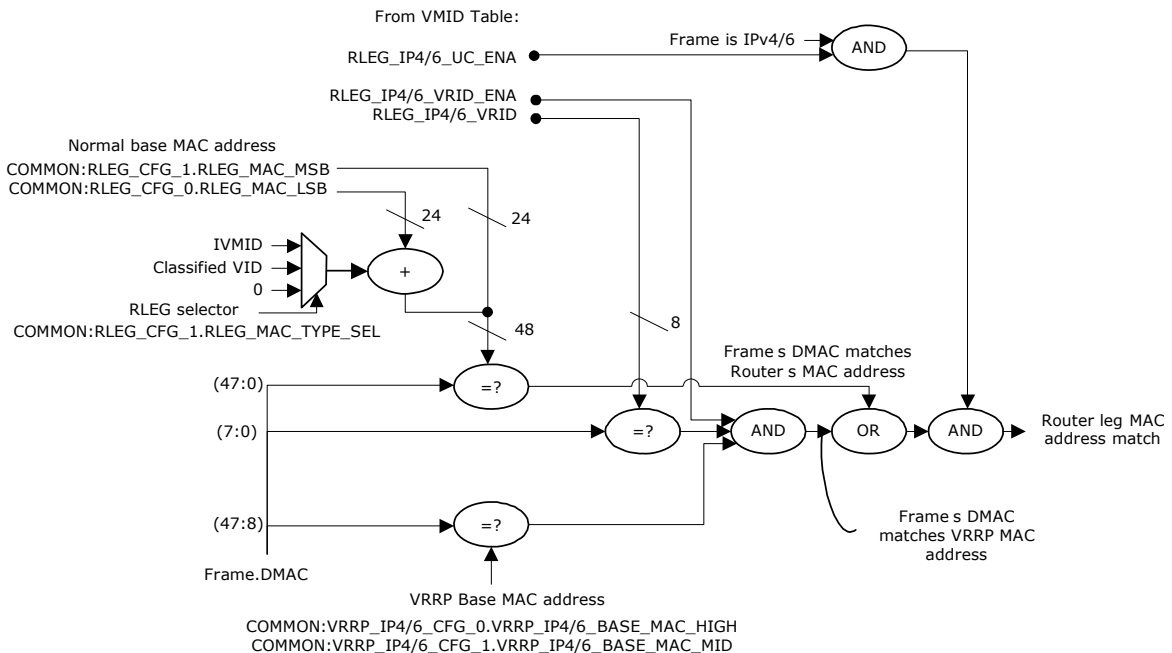 From VMID Table:
Frame is IPv4/6
AND
RLEG_IP4/6_UC_ENA
RLEG_IP4/6_VRID_ENA
RLEG_IP4/6_VRID
Normal base MAC address
COMMON:RLEG_CFG_1.RLEG_MAC_MSB
COMMON:RLEG_CFG_0.RLEG_MAC_LSB
24
24
IVMID
Classified VID
0
+
RLEG selector
COMMON:RLEG_CFG_1.RLEG_MAC_TYPE_SEL
48
8
Frame s DMAC matches
Router s MAC address
(47:0)
=?
(7:0)
=?
AND
OR
AND
Router leg MAC
address match
(47:8)
=?
Frame s DMAC
matches VRRP MAC
address
Frame.DMAC
VRRP Base MAC address
COMMON:VRRP_IP4/6_CFG_0.VRRP_IP4/6_BASE_MAC_HIGH
COMMON:VRRP_IP4/6_CFG_1.VRRP_IP4/6_BASE_MAC_MID